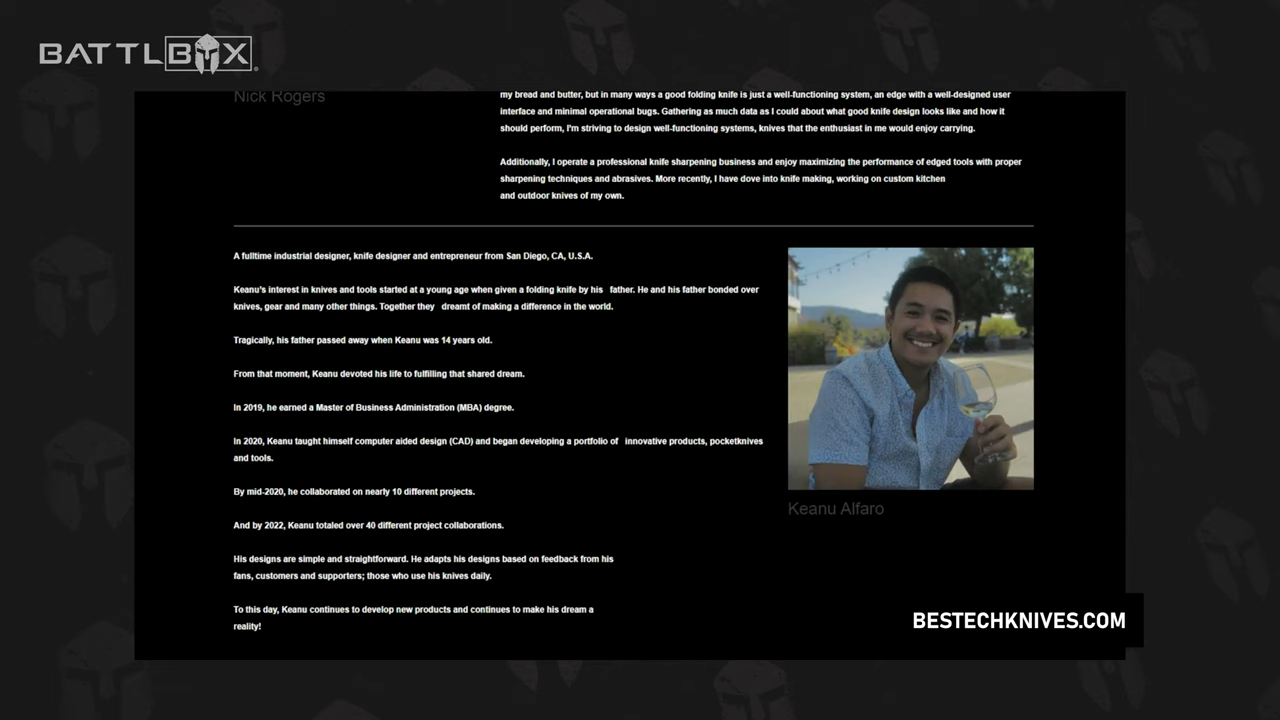 BATTLBOX
Nick Rogers
my bread and butter, but in many ways a good folding knife is just a well-functioning system, an edge with a well-designed user
interface and minimal operational bugs. Gathering as much data as I could about what good knife design looks like and how it
should perform, I'm striving to design well-functioning systems, knives that the enthusiast in me would enjoy carrying.
Additionally, I operate a professional knife sharpening business and enjoy maximizing the performance of edged tools with proper
sharpening techniques and abrasives. More recently, I have dove into knife making, working on custom kitchen
and outdoor knives of my own.
A fulltime industrial designer, knife designer and entrepreneur from San Diego, CA, U.S.A.
Keanu's interest in knives and tools started at a young age when given a folding knife by his father. He and his father bonded over
knives, gear and many other things. Together they dreamt of making a difference in the world.
Tragically, his father passed away when Keanu was 14 years old.
From that moment, Keanu devoted his life to fulfilling that shared dream.
In 2019, he earned a Master of Business Administration (MBA) degree.
In 2020, Keanu taught himself computer aided design (CAD) and began developing a portfolio of innovative products, pocketknives
and tools.
By mid-2020, he collaborated on nearly 10 different projects.
And by 2022, Keanu totaled over 40 different project collaborations.
His designs are simple and straightforward. He adapts his designs based on feedback from his
fans, customers and supporters; those who use his knives daily.
To this day, Keanu continues to develop new products and continues to make his dream a
reality!
Keanu Alfaro
BESTECHKNIVES.COM